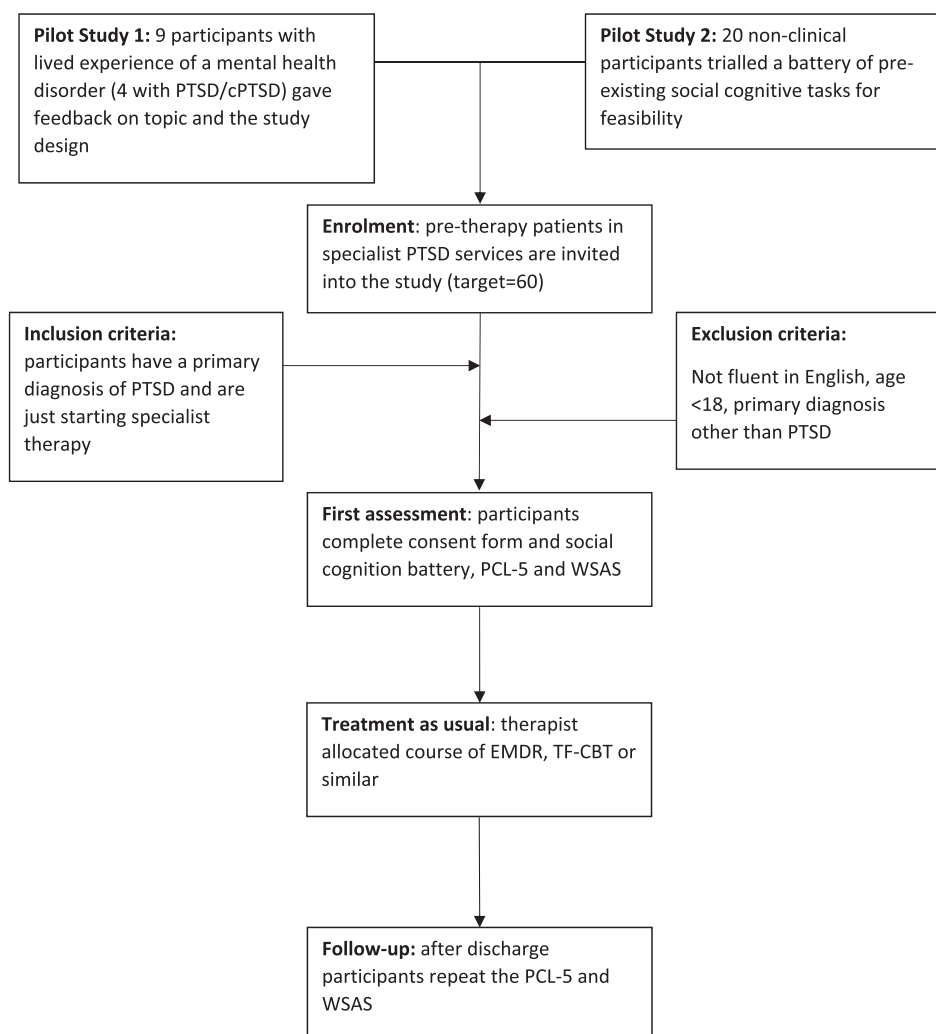 Pilot Study 1: 9 participants with
lived experience of a mental health
disorder (4 with PTSD/cPTSD) gave
feedback on topic and the study
design
Pilot Study 2: 20 non-clinical
participants trialled a battery of pre-
existing social cognitive tasks for
feasibility
Enrolment: pre-therapy patients in
specialist PTSD services are invited
into the study (target=60)
Inclusion criteria:
participants have a primary
diagnosis of PTSD and are
just starting specialist
therapy
Exclusion criteria:
Not fluent in English, age
<18, primary diagnosis
other than PTSD
First assessment: participants
complete consent form and social
cognition battery, PCL-5 and WSAS
Treatment as usual: therapist
allocated course of EMDR, TF-CBT or
similar
Follow-up: after discharge
participants repeat the PCL-5 and
WSAS